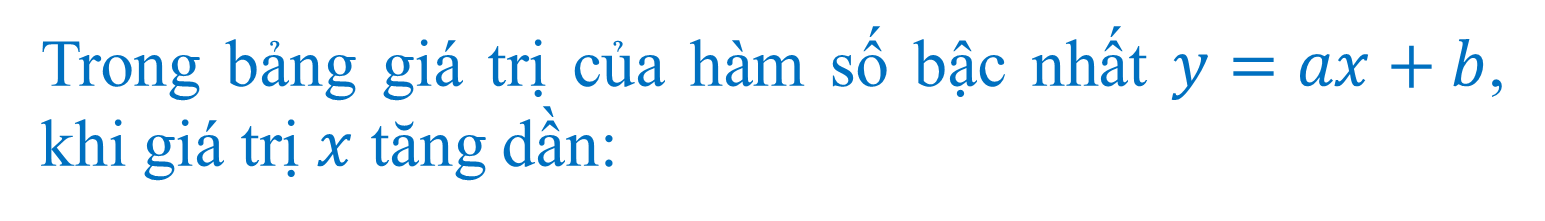 Trong bảng giá trị của hàm số bậc nhất y = ax + b,
khi giá trị x tăng dần: